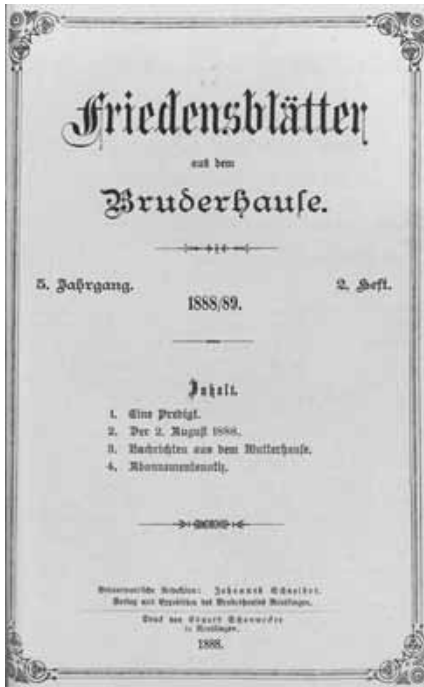 Friedensblätter
aus dem
Bruderhause.
5. Jahrgang.
2. Heft.
1888/89.
Inhalt.
1. Eine Predigt.
2. Der 2. August 1888.
3. Nachrichten aus dem Mutterhause.
4. Abonnementsnotiz.
Verantwortliche Redaktion: Johannes Schneider.
Verlag und Expedition des Bruderhauses Reutlingen.
Druck von Eduard Schonwecker
in Reutlingen.
1888.